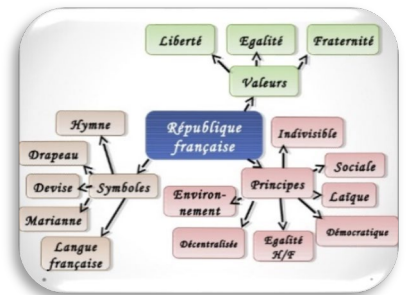 Liberté
Egalité
Fraternité
Valeurs
République
française
Hymne
Drapeau
Devise
Symboles
Marianne
Langue
française
Indivisible
Sociale
Principes
Laïque
Environ-
nement
Démocratique
Décentralisée
Egalité
H/F